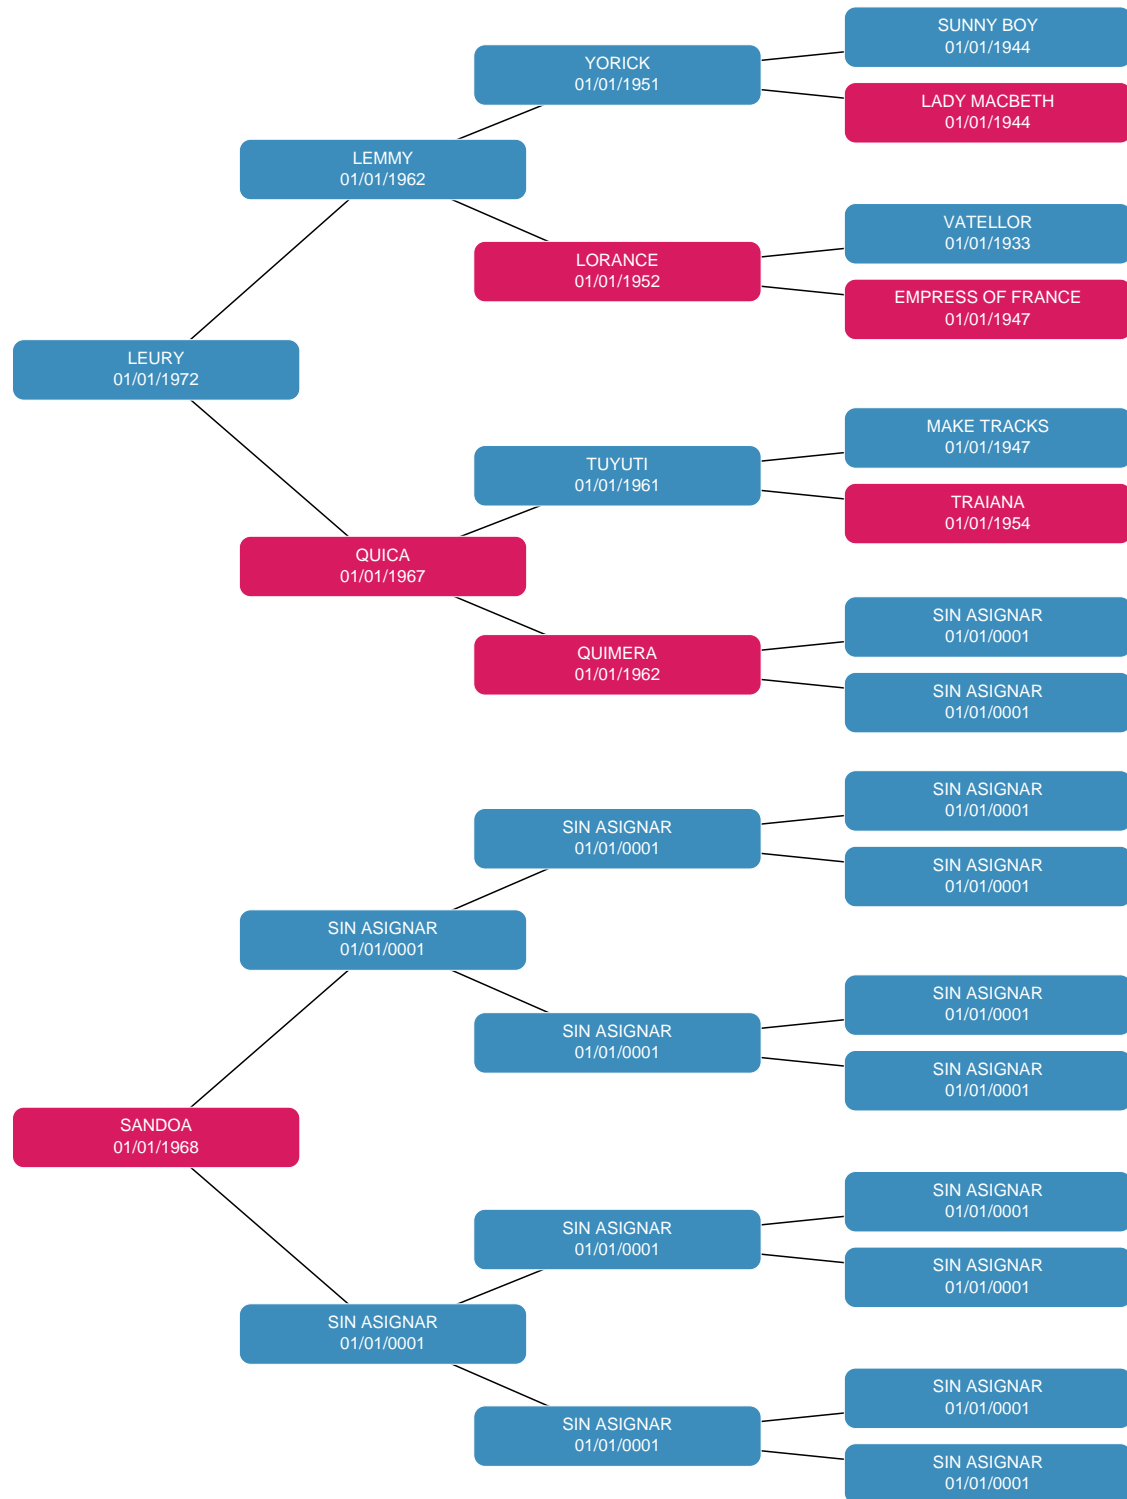 SUNNY BOY
01/01/1944
YORICK
01/01/1951
LADY MACBETH
01/01/1944
LEMMY
01/01/1962
VATELLOR
01/01/1933
LORANCE
01/01/1952
EMPRESS OF FRANCE
01/01/1947
LEURY
01/01/1972
MAKE TRACKS
01/01/1947
TUYUTI
01/01/1961
TRAIANA
01/01/1954
QUICA
01/01/1967
SIN ASIGNAR
01/01/0001
QUIMERA
01/01/1962
SIN ASIGNAR
01/01/0001
SIN ASIGNAR
01/01/0001
SIN ASIGNAR
01/01/0001
SIN ASIGNAR
01/01/0001
SIN ASIGNAR
01/01/0001
SIN ASIGNAR
01/01/0001
SIN ASIGNAR
01/01/0001
SIN ASIGNAR
01/01/0001
SANDOA
01/01/1968
SIN ASIGNAR
01/01/0001
SIN ASIGNAR
01/01/0001
SIN ASIGNAR
01/01/0001
SIN ASIGNAR
01/01/0001
SIN ASIGNAR
01/01/0001
SIN ASIGNAR
01/01/0001
SIN ASIGNAR
01/01/0001